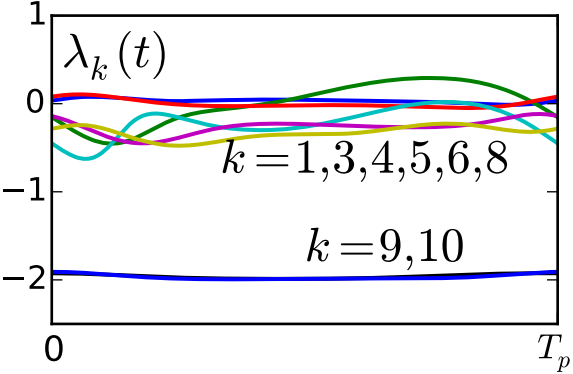 1
λ_k(t)
0
k=1,3,4,5,6,8
−1
k=9,10
−2
0 T_p